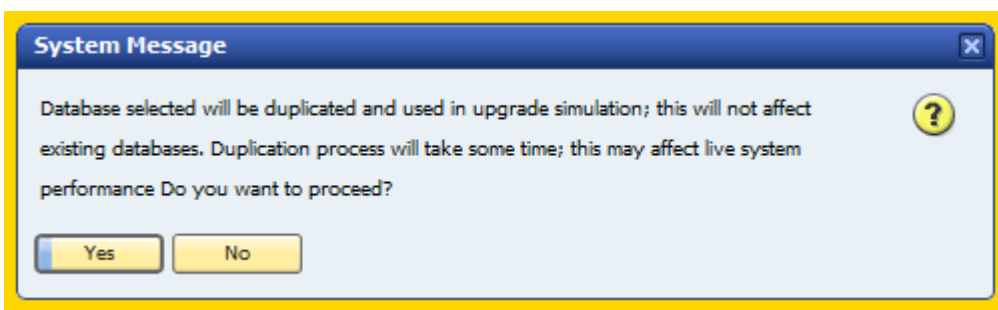 System Message
Database selected will be duplicated and used in upgrade simulation; this will not affect
existing databases. Duplication process will take some time; this may affect live system
performance Do you want to proceed?
Yes No